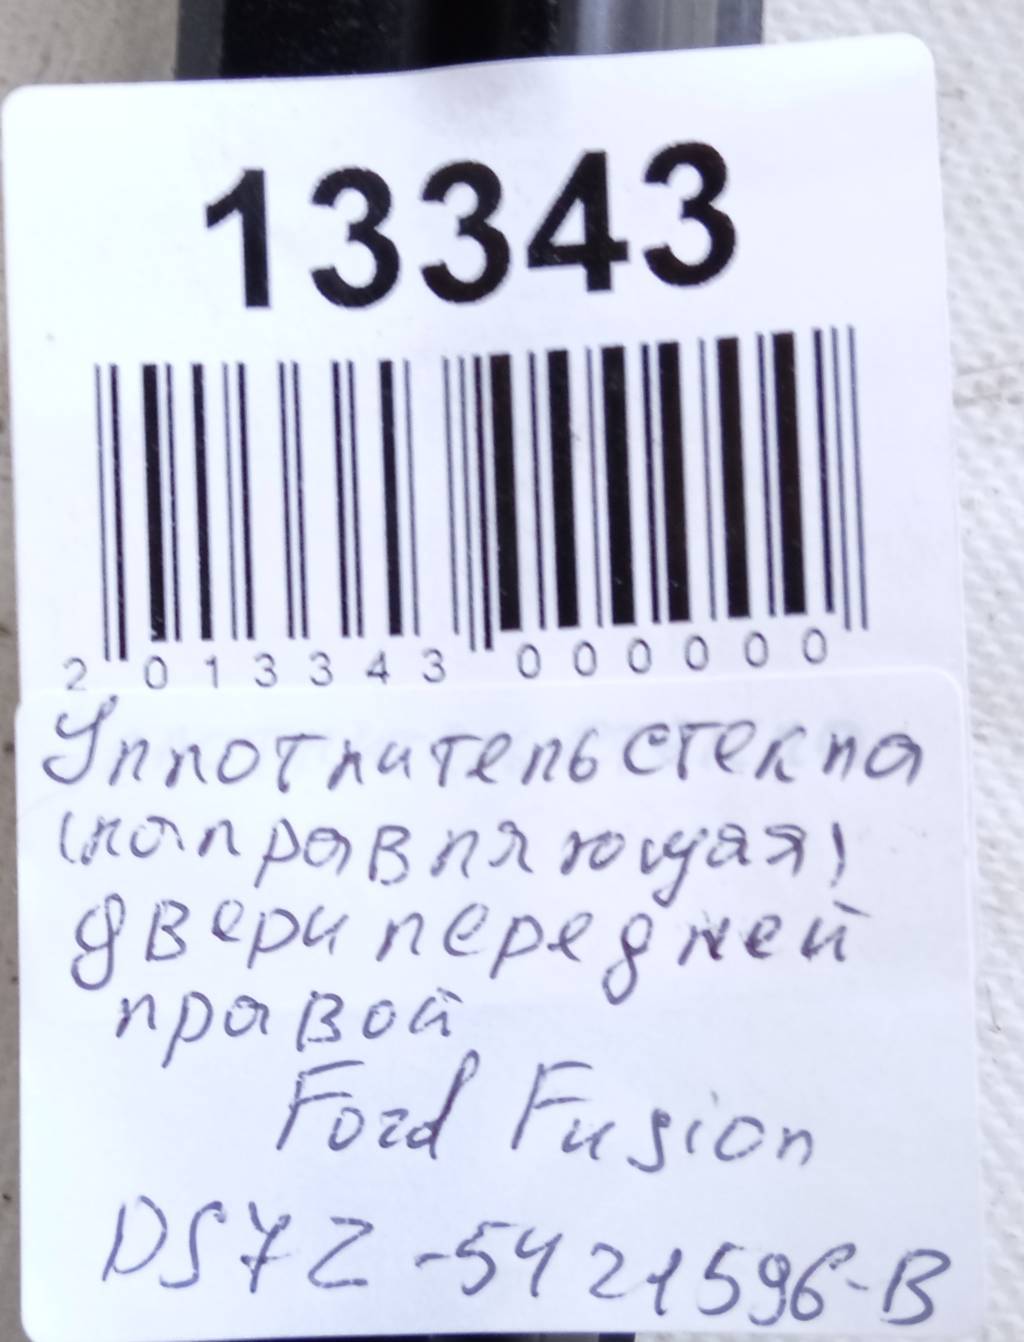 13343
2 013343 000000
Уплотнитель стекла
(направляющая)
двери передней
правой
Ford Fusion
DS7Z-5421596-B